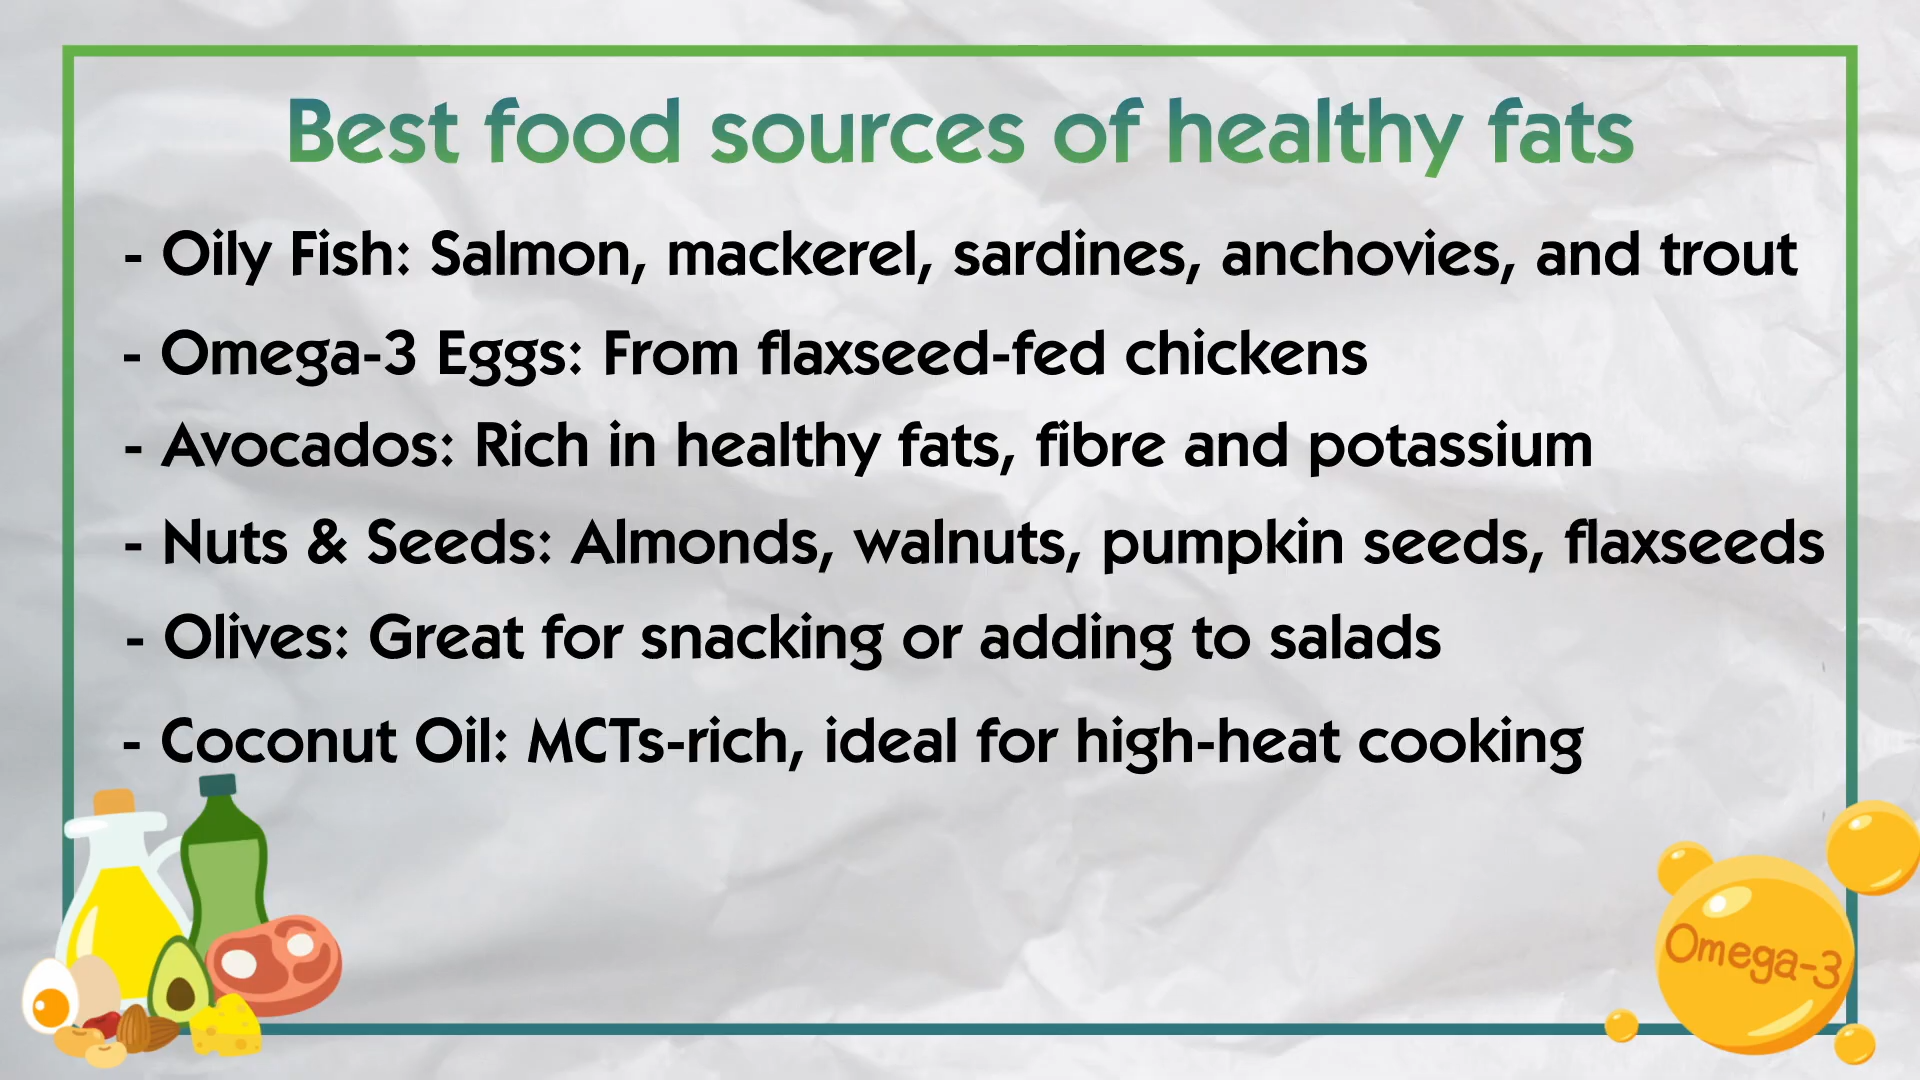 Best food sources of healthy fats
- Oily Fish: Salmon, mackerel, sardines, anchovies, and trout
- Omega-3 Eggs: From flaxseed-fed chickens
- Avocados: Rich in healthy fats, fibre and potassium
- Nuts & Seeds: Almonds, walnuts, pumpkin seeds, flaxseeds
- Olives: Great for snacking or adding to salads
- Coconut Oil: MCTs-rich, ideal for high-heat cooking
Omega-3